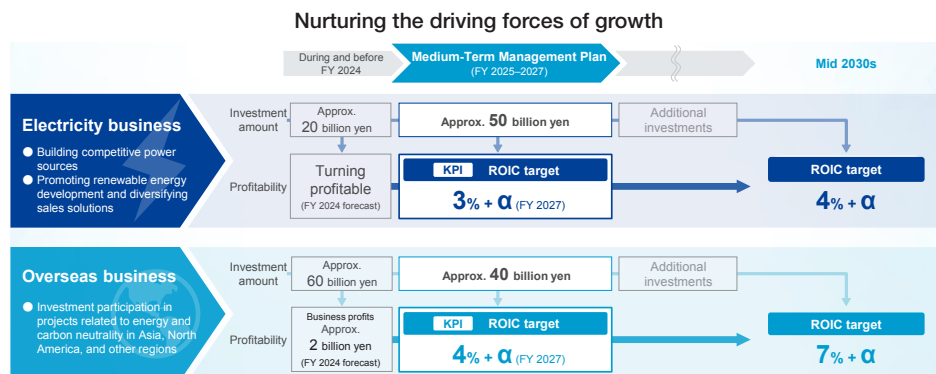 Nurturing the driving forces of growth
During and before
FY 2024
Medium-Term Management Plan
(FY 2025–2027)
Mid 2030s
Electricity business
● Building competitive power
sources
● Promoting renewable energy
development and diversifying
sales solutions
Investment
amount
Approx.
20 billion yen
Approx. 50 billion yen
Additional
investments
Profitability
Turning
profitable
(FY 2024 forecast)
KPI ROIC target
3% + α (FY 2027)
ROIC target
4% + α
Overseas business
● Investment participation in
projects related to energy and
carbon neutrality in Asia, North
America, and other regions
Investment
amount
Approx.
60 billion yen
Approx. 40 billion yen
Additional
investments
Profitability
Business profits
Approx.
2 billion yen
(FY 2024 forecast)
KPI ROIC target
4% + α (FY 2027)
ROIC target
7% + α